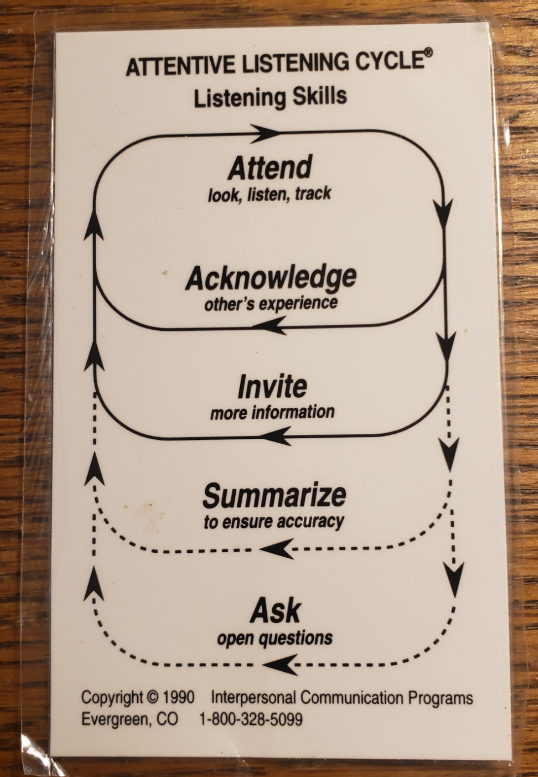 ATTENTIVE LISTENING CYCLE®
Listening Skills
Attend
look, listen, track
Acknowledge
other's experience
Invite
more information
Summarize
to ensure accuracy
Ask
open questions
Copyright © 1990 Interpersonal Communication Programs
Evergreen, CO 1-800-328-5099